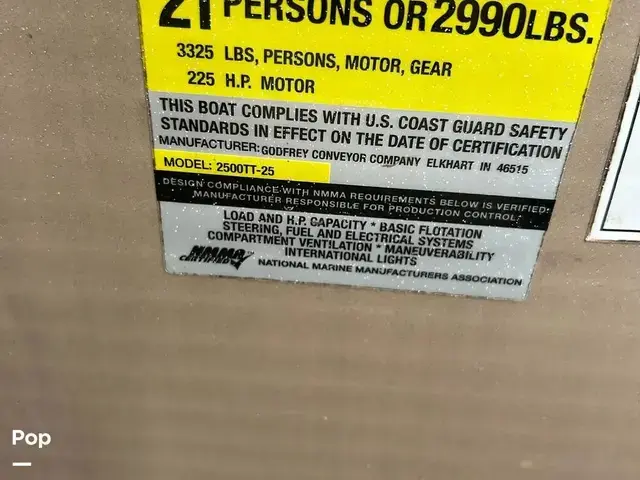 21 PERSONS OR 2990LBS.
3325 LBS, PERSONS, MOTOR, GEAR
225 H.P. MOTOR
THIS BOAT COMPLIES WITH U.S. COAST GUARD SAFETY
STANDARDS IN EFFECT ON THE DATE OF CERTIFICATION
MANUFACTURER: GODFREY CONVEYOR COMPANY ELKHART IN 46515
MODEL: 2500TT-25
DESIGN COMPLIANCE WITH NMMA REQUIREMENTS BELOW IS VERIFIED.
MANUFACTURER RESPONSIBLE FOR PRODUCTION CONTROL.
LOAD AND H.P. CAPACITY * BASIC FLOTATION
STEERING, FUEL AND ELECTRICAL SYSTEMS
COMPARTMENT VENTILATION * MANEUVERABILITY
INTERNATIONAL LIGHTS
NMMA
CERTIFIED
NATIONAL MARINE MANUFACTURERS ASSOCIATION
Pop